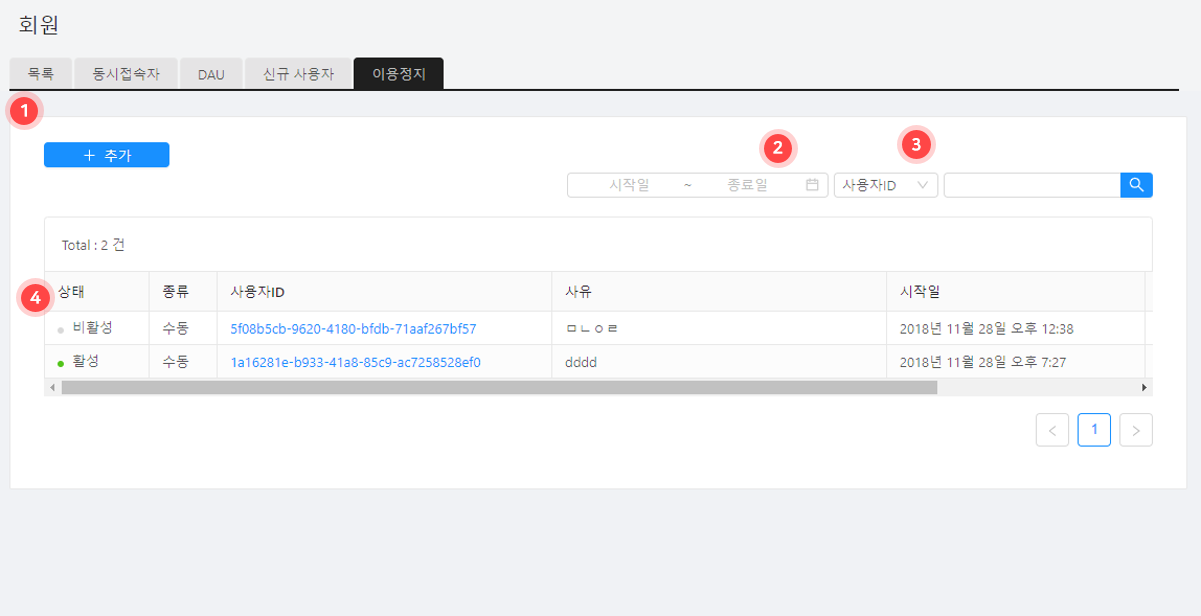 회원
목록 동시접속자 DAU 신규 사용자 이용정지
1
+ 추가
2
3
시작일 ~ 종료일 사용자ID
Total : 2 건
4
상태 종류 사용자ID 사유 시작일
비활성 수동 5f08b5cb-9620-4180-bfdb-71aaf267bf57 ㅁㄴㅇㄹ 2018년 11월 28일 오후 12:38
활성 수동 1a16281e-b933-41a8-85c9-ac7258528ef0 dddd 2018년 11월 28일 오후 7:27
< 1 >